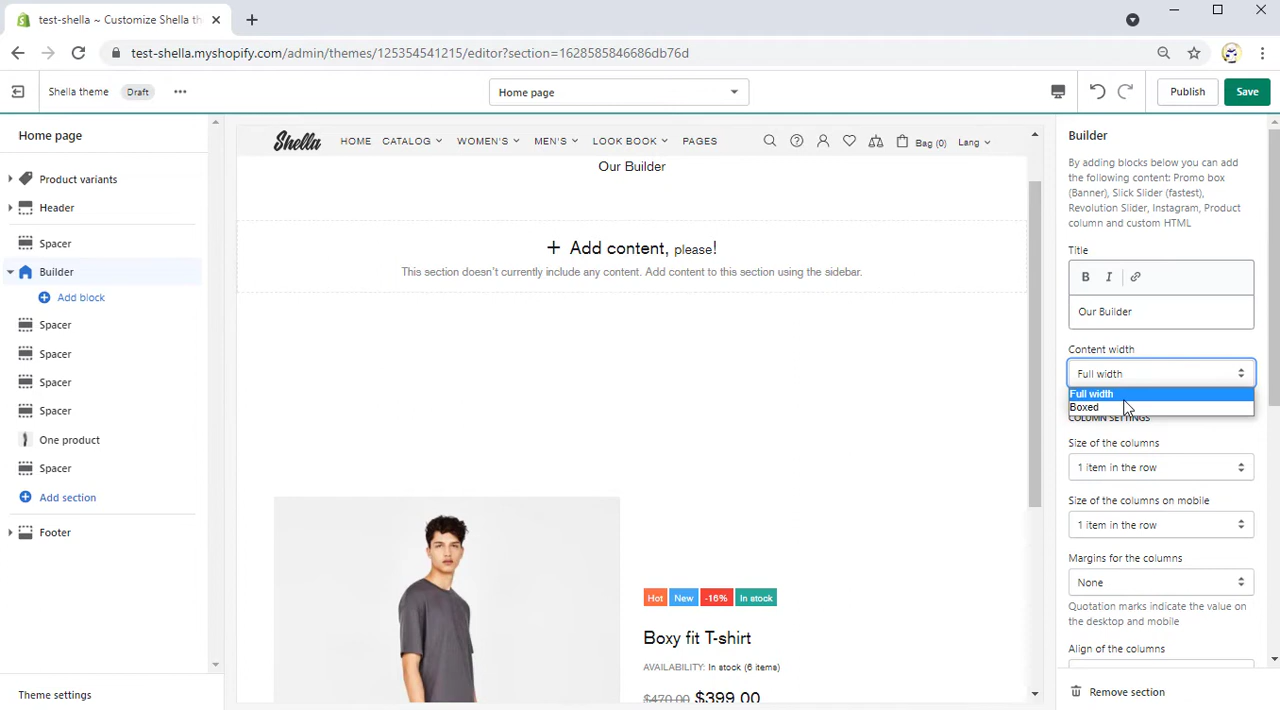 test-shella ~ Customize Shella th
test-shella.myshopify.com/admin/themes/125354541215/editor?section=1628585846686db76d
Shella theme
Draft
Home page
Publish
Save
Home page
Product variants
Header
Spacer
Builder
Add block
Spacer
Spacer
Spacer
Spacer
One product
Spacer
Add section
Footer
Theme settings
Shella
HOME
CATALOG
WOMEN'S
MEN'S
LOOK BOOK
PAGES
Bag (0)
Lang
Our Builder
+ Add content, please!
This section doesn't currently include any content. Add content to this section using the sidebar.
Hot
New
-16%
In stock
Boxy fit T-shirt
AVAILABILITY: In stock (6 items)
$470.00 $399.00
Builder
By adding blocks below you can
add the following content: Promo box
(Banner), Slick Slider (fastest),
Revolution Slider, Instagram, Product
column and custom HTML
Title
B I
Our Builder
Content width
Full width
Full width
Boxed
COLUMN SETTINGS
Size of the columns
1 item in the row
Size of the columns on mobile
1 item in the row
Margins for the columns
None
Quotation marks indicate the value on
the desktop and mobile
Align of the columns
Remove section